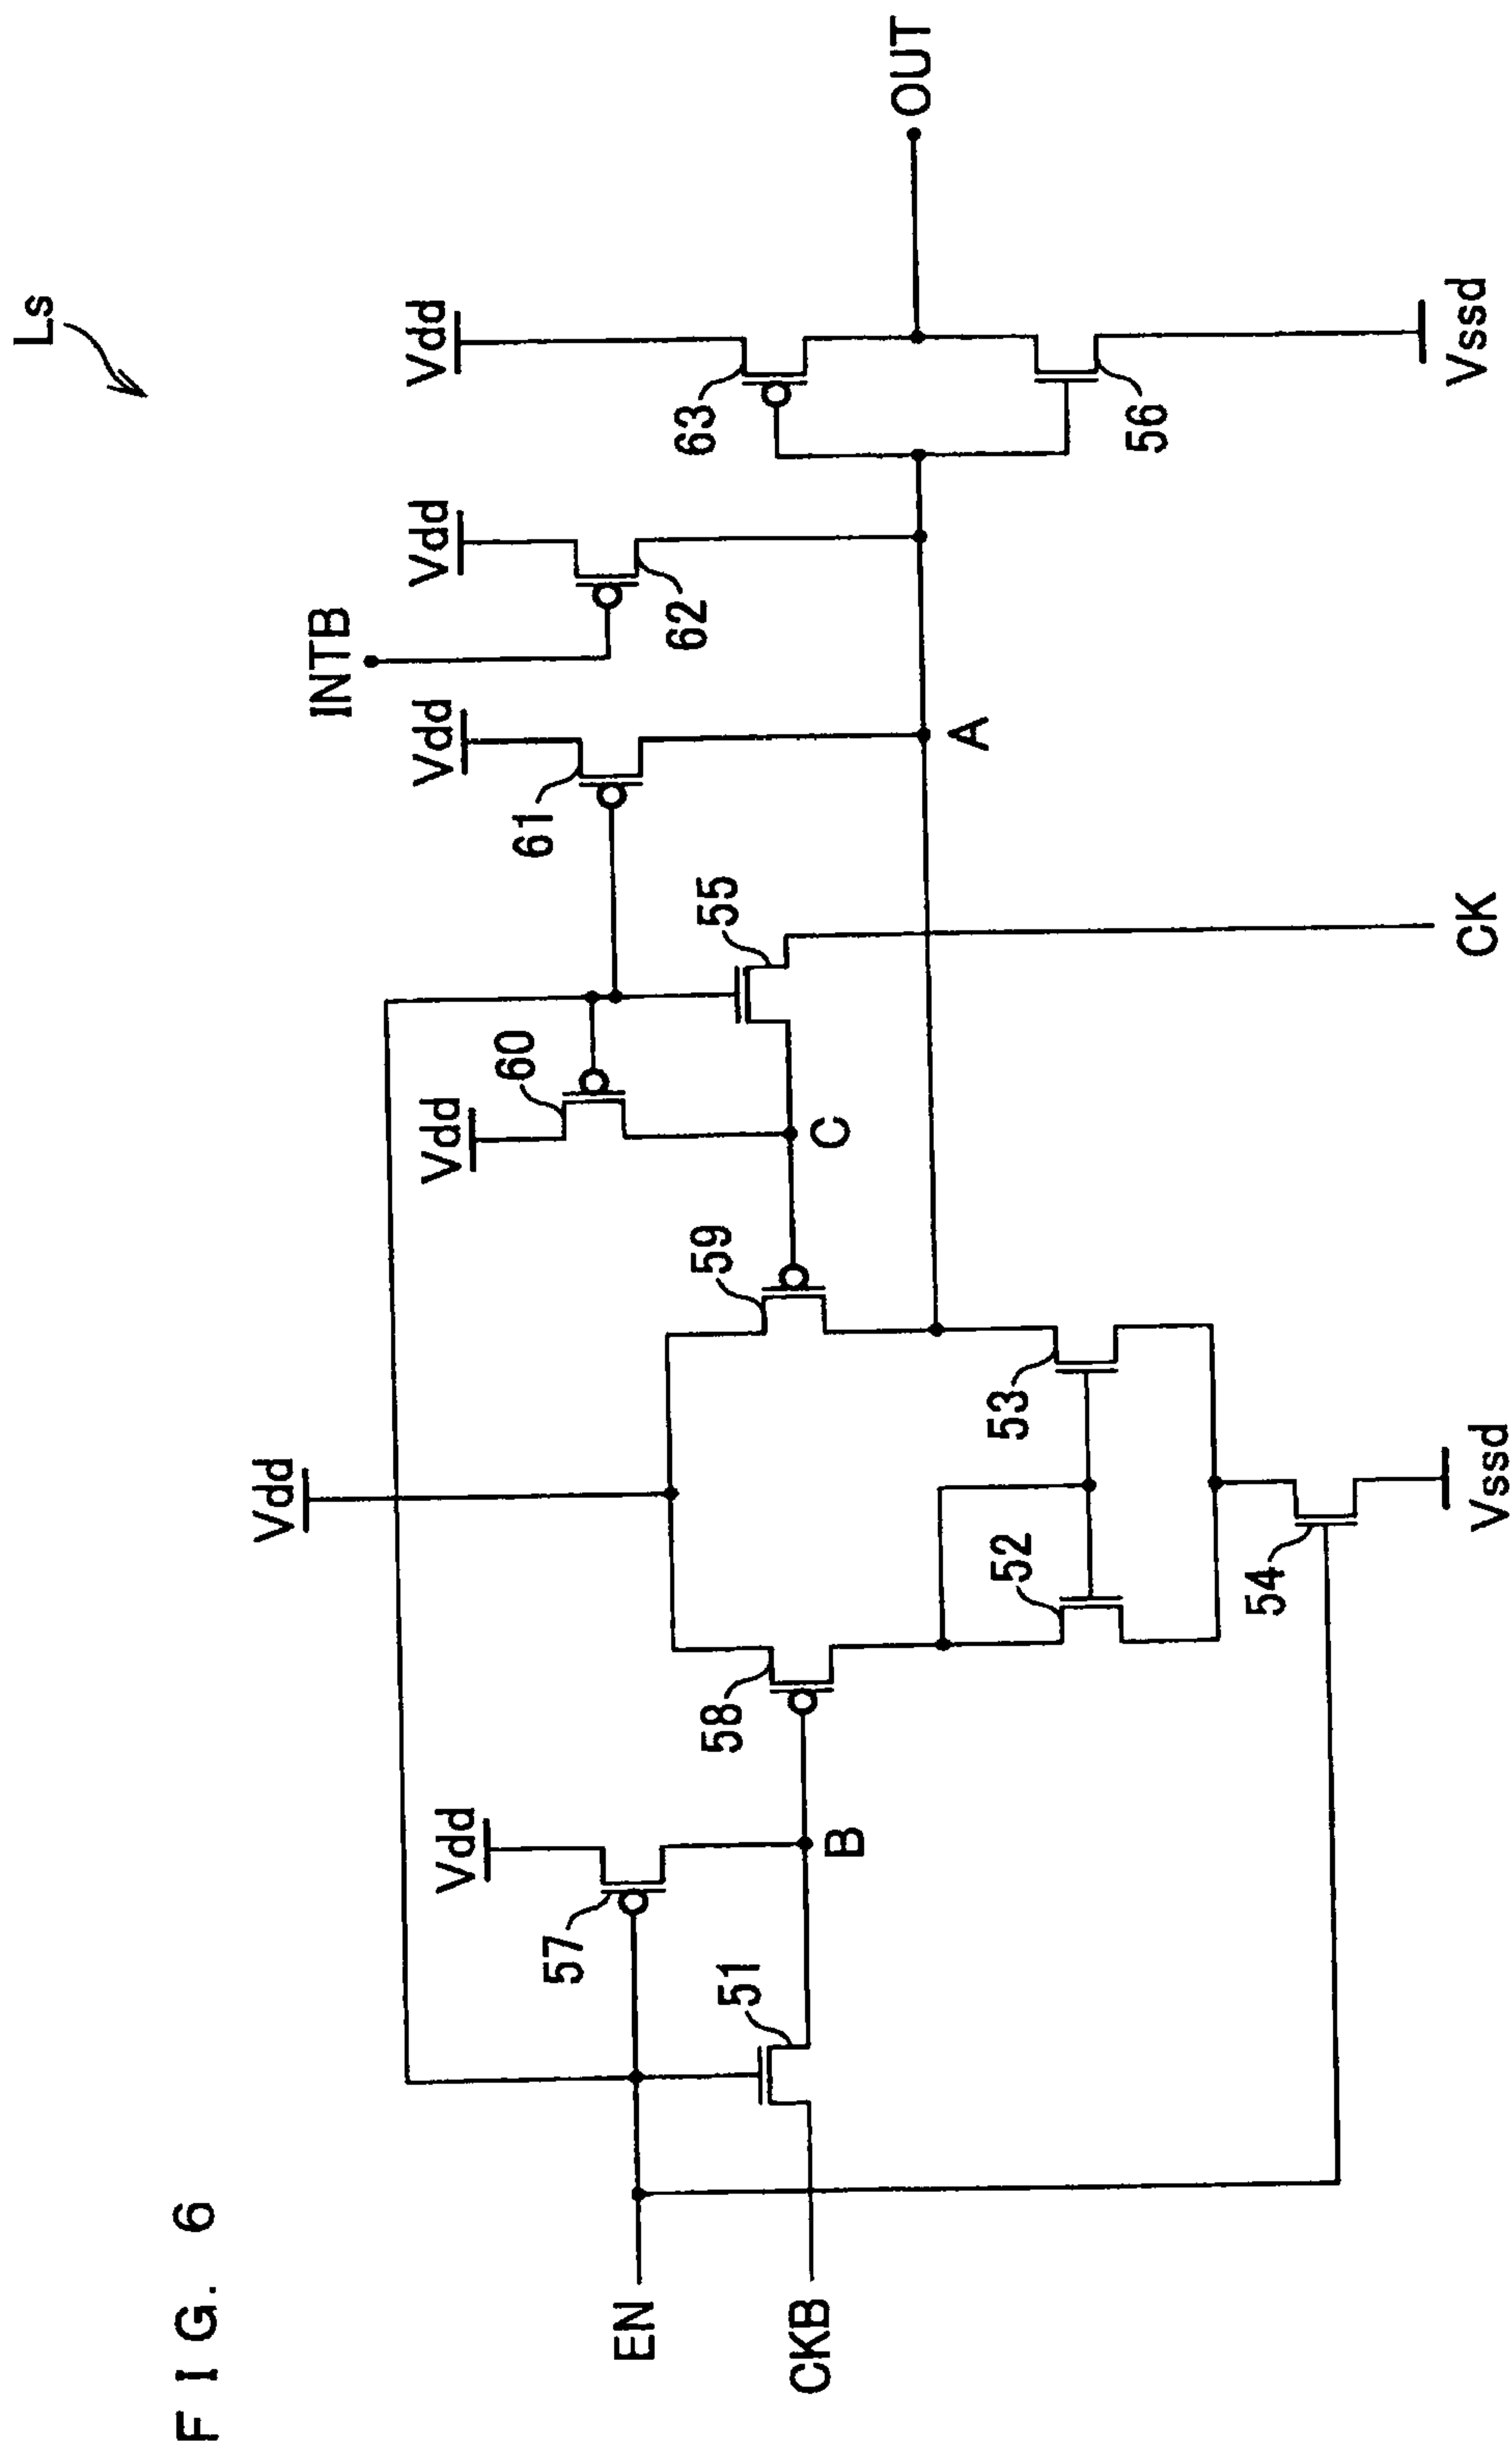 FIG. 6
Ls
Vdd
Vdd
Vdd
INTB
Vdd
Vdd
Vdd
57
58
59
60
61
62
63
EN
CKB
51
B
52
53
C
55
A
OUT
54
56
Vssd
CK
Vssd